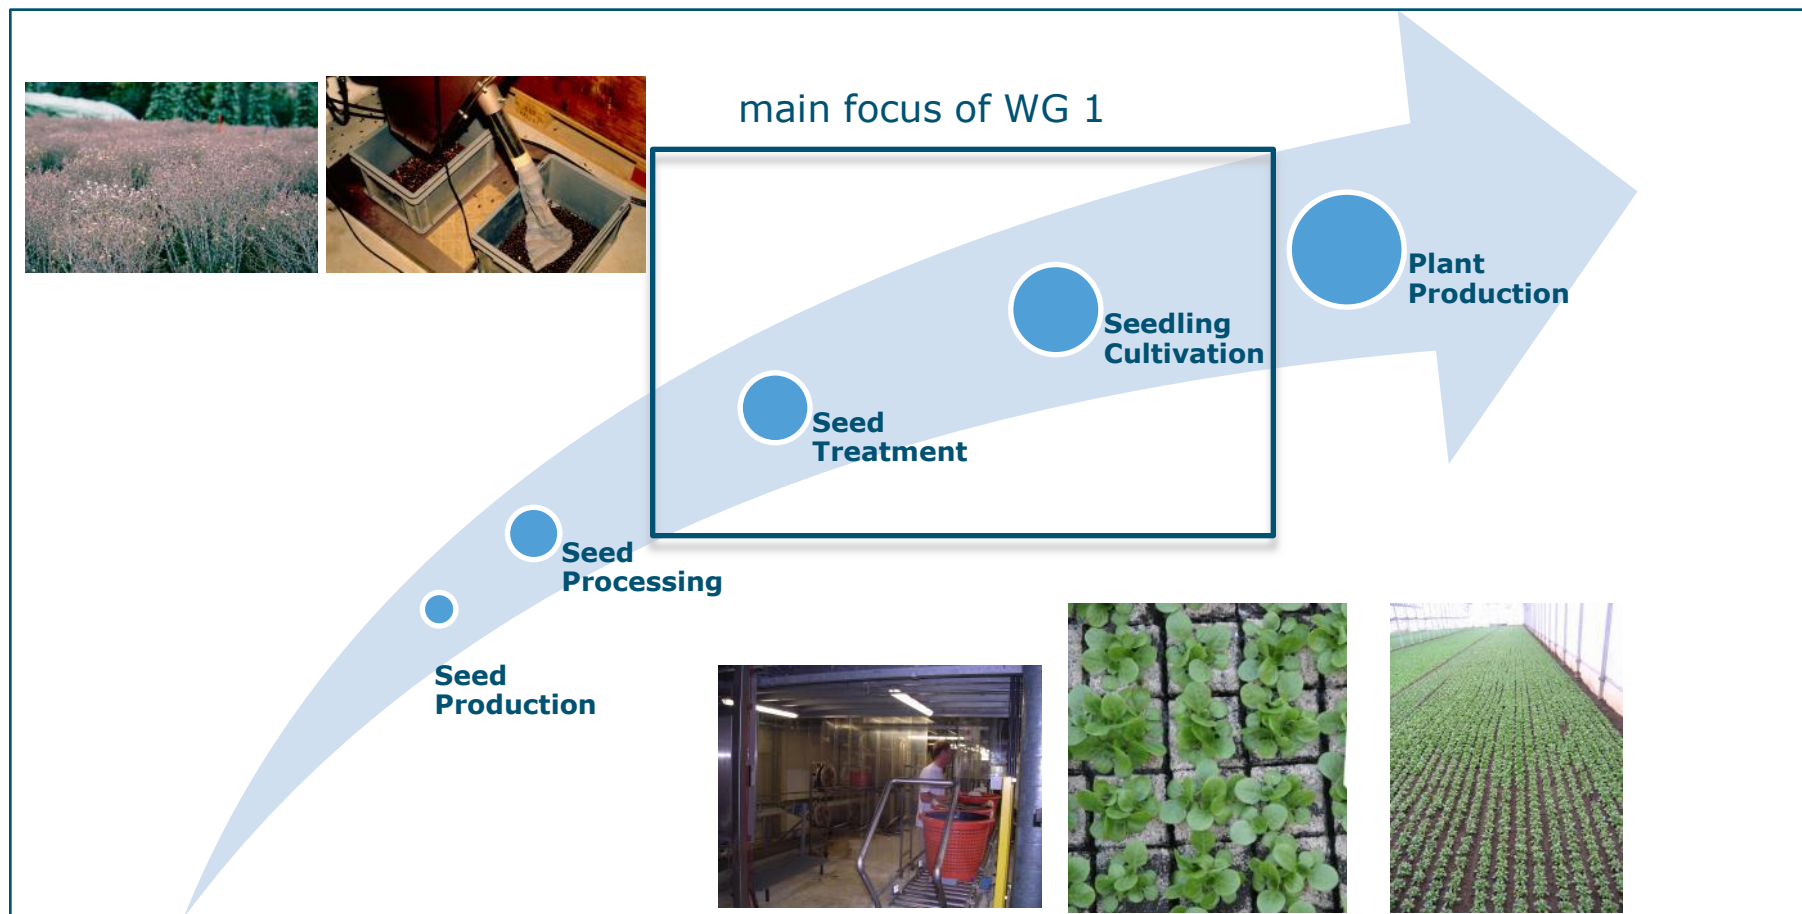 main focus of WG 1
Plant
Production
Seedling
Cultivation
Seed
Treatment
Seed
Processing
Seed
Production